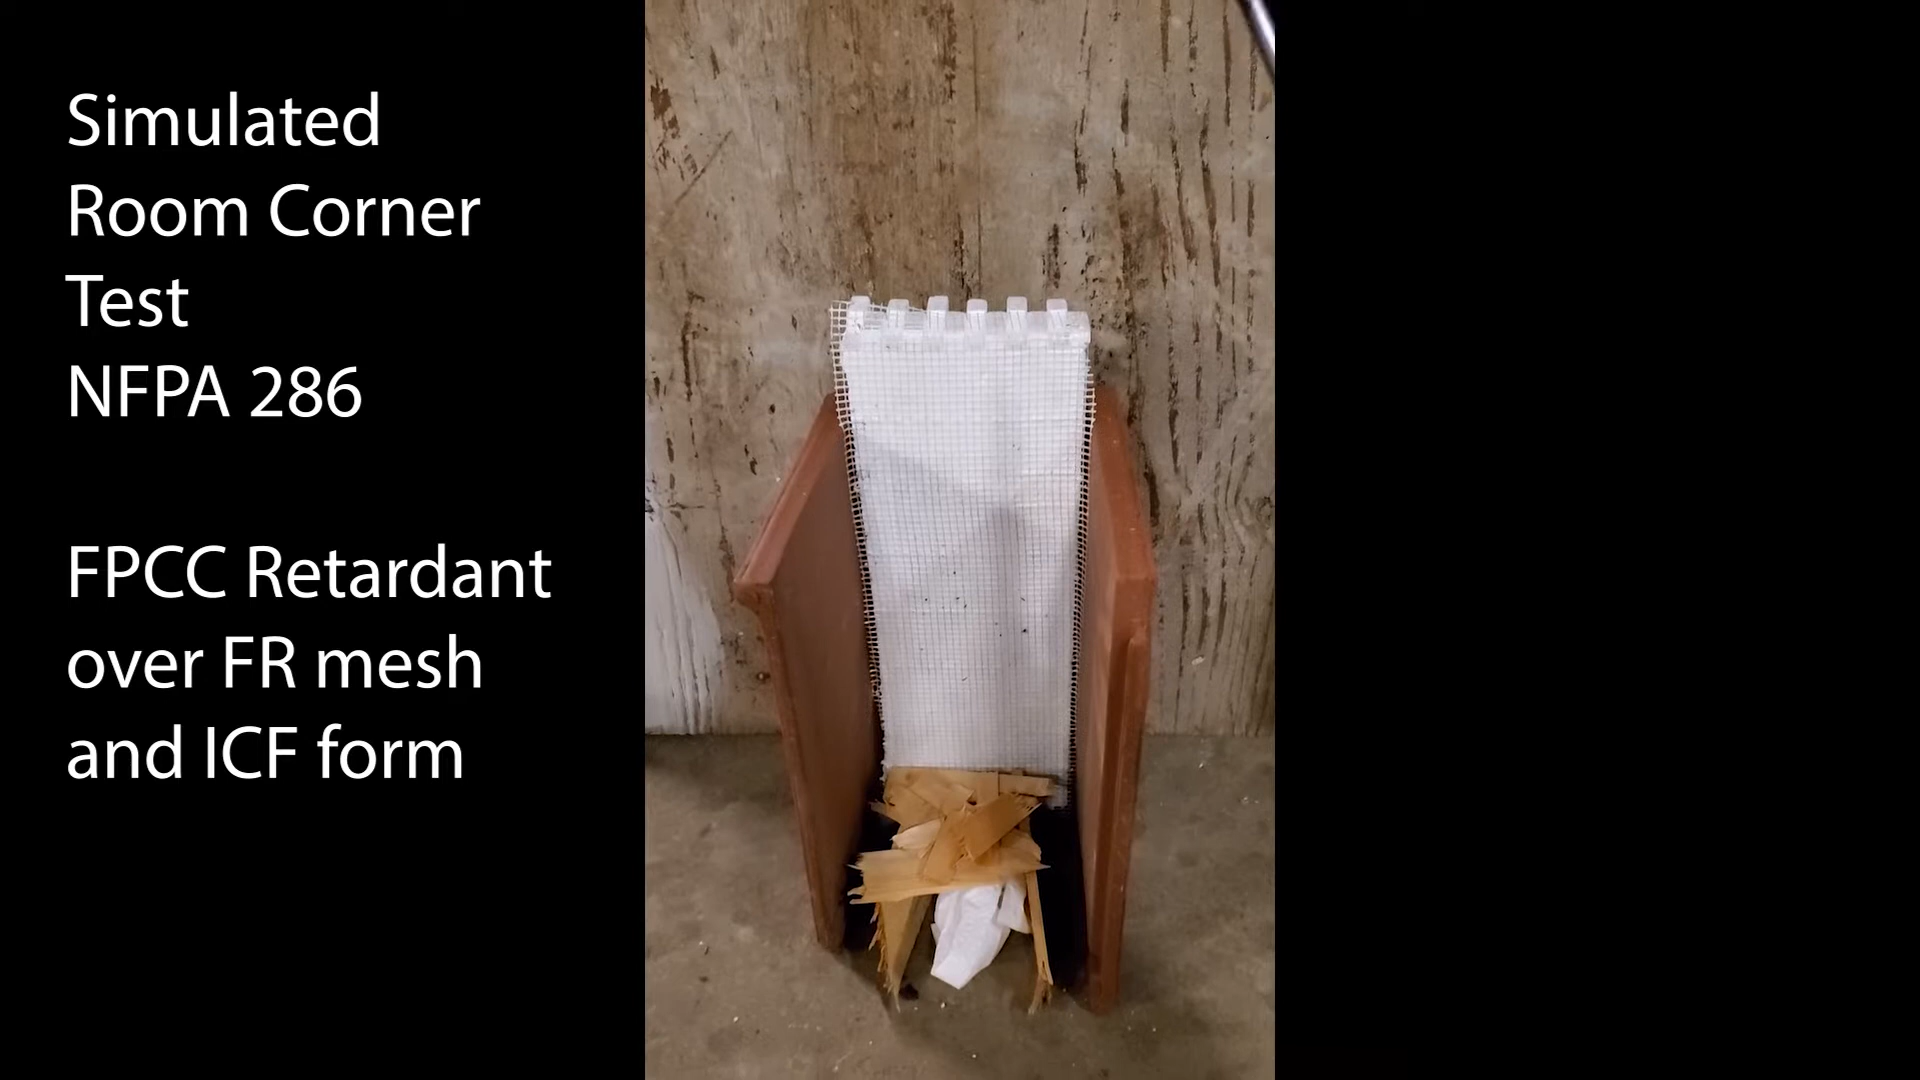 Simulated
Room Corner
Test
NFPA 286
FPCC Retardant
over FR mesh
and ICF form